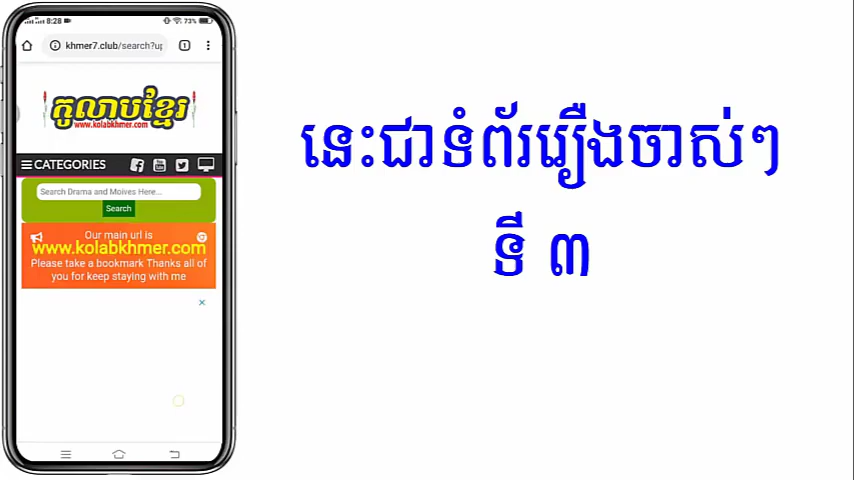 8:28
73%
khmer7.club/search?up
1
កូលាបខ្មែរ
www.kolabkhmer.com
CATEGORIES
Search Drama and Moives Here...
Search
Our main url is
www.kolabkhmer.com
Please take a bookmark Thanks all of
you for keep staying with me
នេះជាទំព័ររឿងចាស់ៗ
ទី ៣